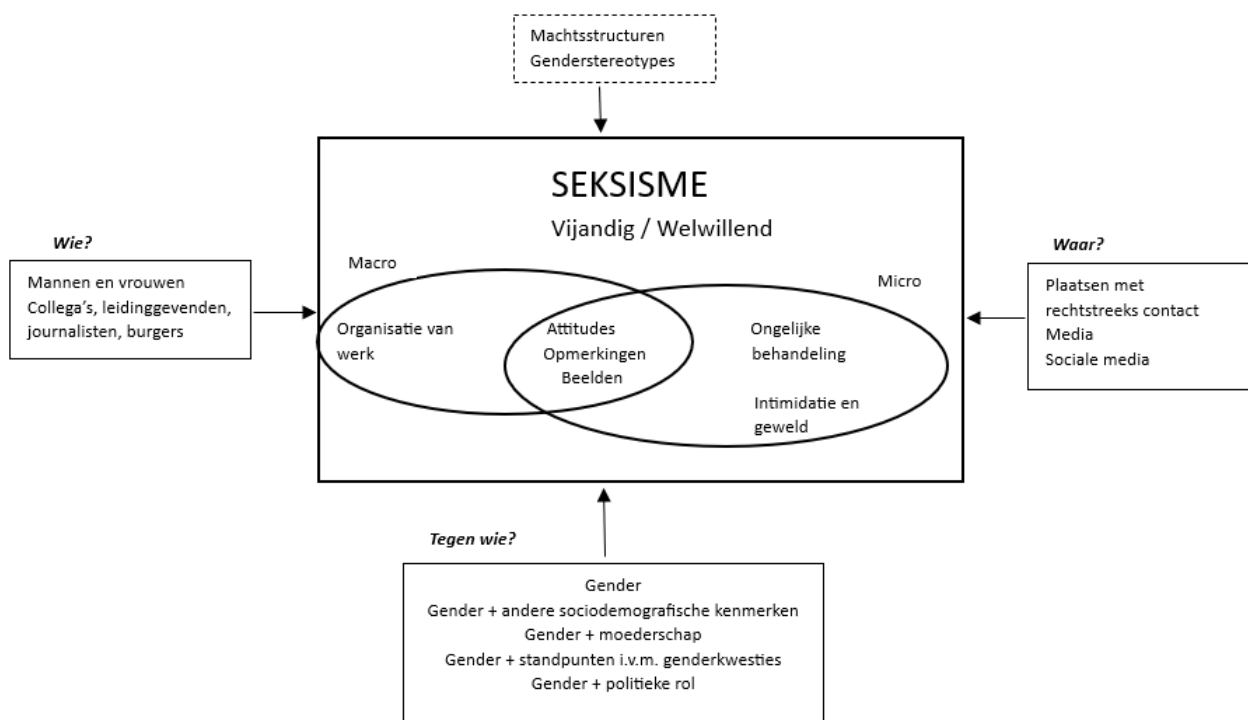 Machtsstructuren
Genderstereotypes
SEKSISME
Vijandig / Welwillend
Wie?
Mannen en vrouwen
Collega's, leidinggevenden,
journalisten, burgers
Macro
Micro
Organisatie van
werk
Attitudes
Opmerkingen
Beelden
Ongelijke
behandeling
Intimidatie en
geweld
Waar?
Plaatsen met
rechtstreeks contact
Media
Sociale media
Tegen wie?
Gender
Gender + andere sociodemografische kenmerken
Gender + moederschap
Gender + standpunten i.v.m. genderkwesties
Gender + politieke rol